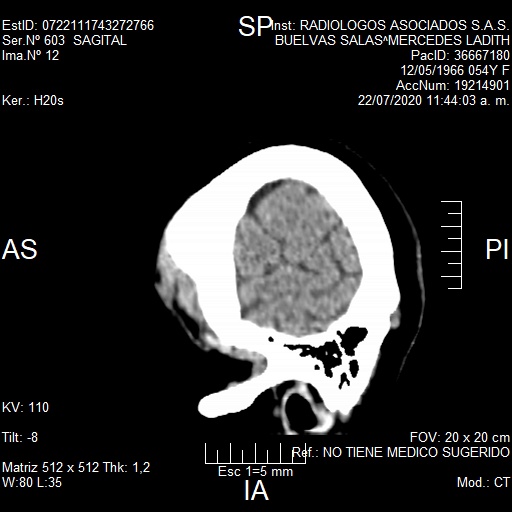 EstID: 0722111743272766
Ser.Nº 603 SAGITAL
Ima.Nº 12
Ker.: H20s
SP
Inst: RADIOLOGOS ASOCIADOS S.A.S.
BUELVAS SALAS^MERCEDES LADITH
PacID: 36667180
12/05/1966 054Y F
AccNum: 19214901
22/07/2020 11:44:03 a. m.
AS
PI
KV: 110
Tilt: -8
Matriz 512 x 512 Thk: 1,2
W:80 L:35
Esc 1=5 mm
IA
FOV: 20 x 20 cm
Ref.: NO TIENE MEDICO SUGERIDO
Mod.: CT